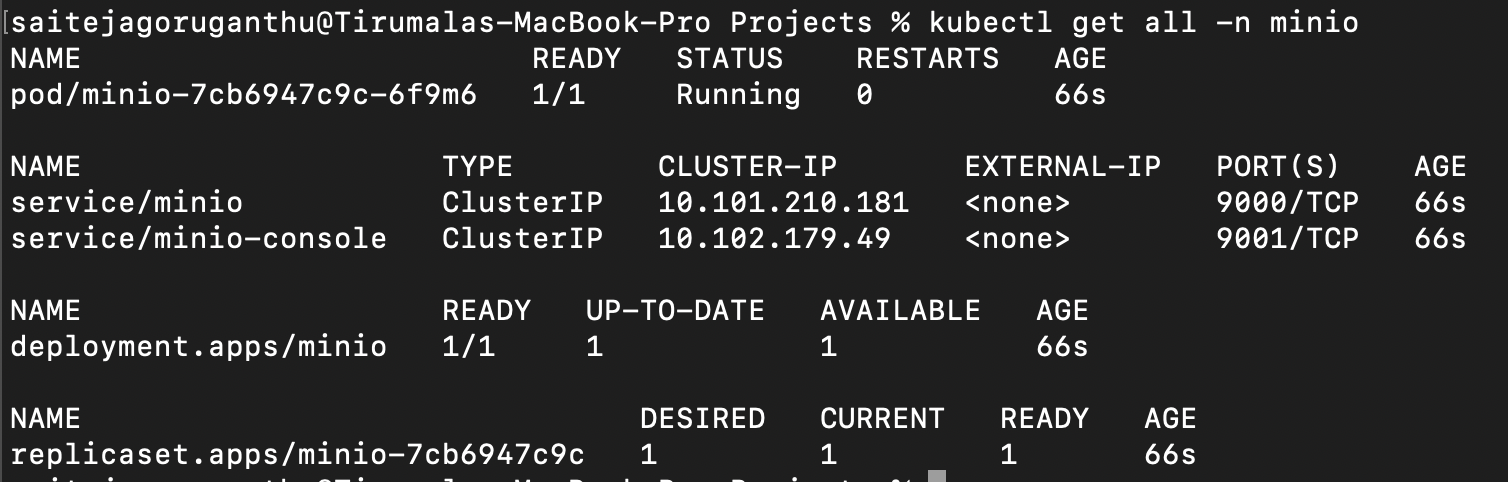 [saitejagoruganthu@Tirumalas-MacBook-Pro Projects % kubectl get all -n minio
NAME READY STATUS RESTARTS AGE
pod/minio-7cb6947c9c-6f9m6 1/1 Running 0 66s
NAME TYPE CLUSTER-IP EXTERNAL-IP PORT(S) AGE
service/minio ClusterIP 10.101.210.181 <none> 9000/TCP 66s
service/minio-console ClusterIP 10.102.179.49 <none> 9001/TCP 66s
NAME READY UP-TO-DATE AVAILABLE AGE
deployment.apps/minio 1/1 1 1 66s
NAME DESIRED CURRENT READY AGE
replicaset.apps/minio-7cb6947c9c 1 1 1 66s